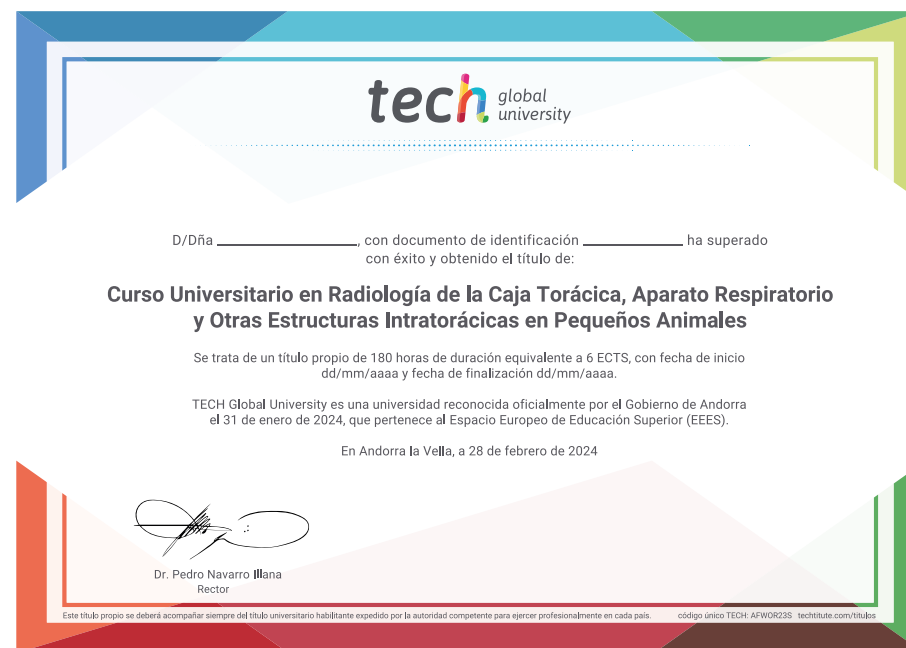 tech global university
D/Dña ____________________, con documento de identificación ______________ ha superado
con éxito y obtenido el título de:
Curso Universitario en Radiología de la Caja Torácica, Aparato Respiratorio
y Otras Estructuras Intratorácicas en Pequeños Animales
Se trata de un título propio de 180 horas de duración equivalente a 6 ECTS, con fecha de inicio
dd/mm/aaaa y fecha de finalización dd/mm/aaaa.
TECH Global University es una universidad reconocida oficialmente por el Gobierno de Andorra
el 31 de enero de 2024, que pertenece al Espacio Europeo de Educación Superior (EEES).
En Andorra la Vella, a 28 de febrero de 2024
Dr. Pedro Navarro Illana
Rector
Este título propio se deberá acompañar siempre del título universitario habilitante expedido por la autoridad competente para ejercer profesionalmente en cada país. código único TECH: AFWOR23S techtitute.com/titulos